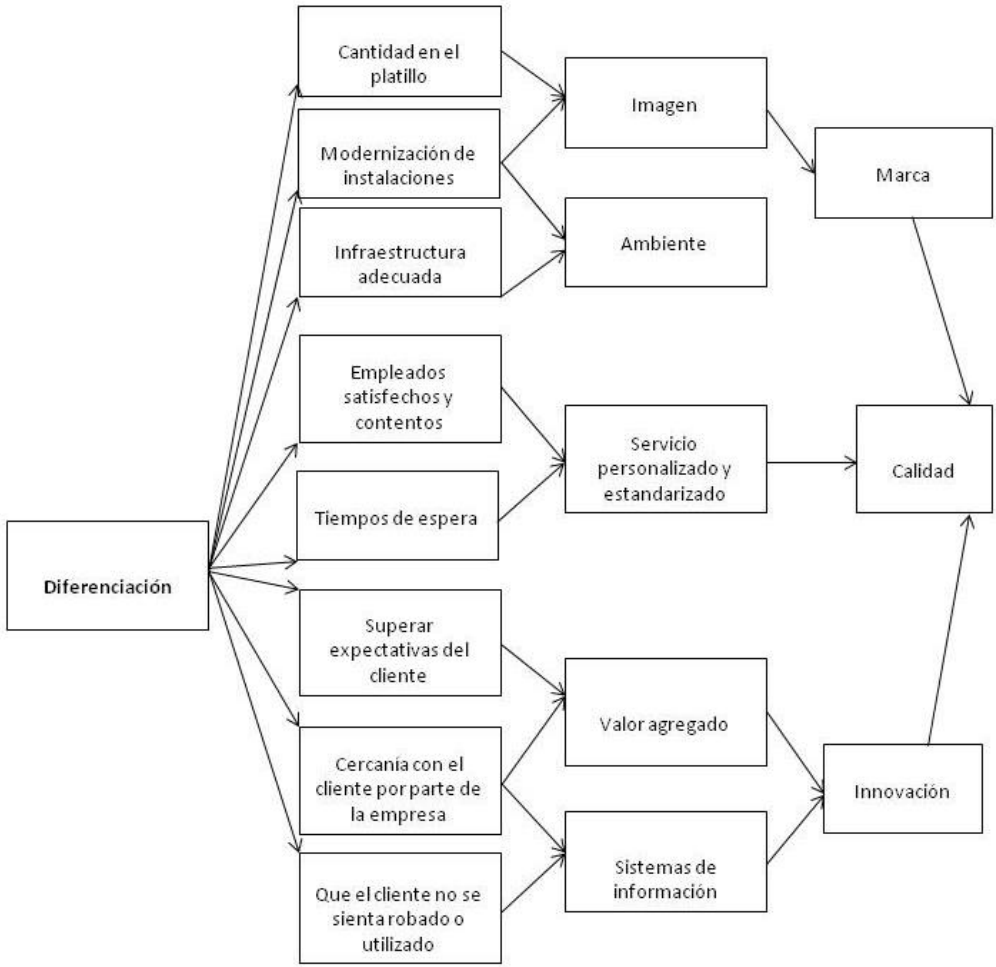 Cantidad en el
platillo
Imagen
Modernización de
instalaciones
Marca
Infraestructura
adecuada
Ambiente
Empleados
satisfechos y
contentos
Servicio
personalizado y
estandarizado
Calidad
Tiempos de espera
Diferenciación
Superar
expectativas del
cliente
Valor agregado
Cercanía con el
cliente por parte de
la empresa
Innovación
Sistemas de
información
Que el cliente no se
sienta robado o
utilizado